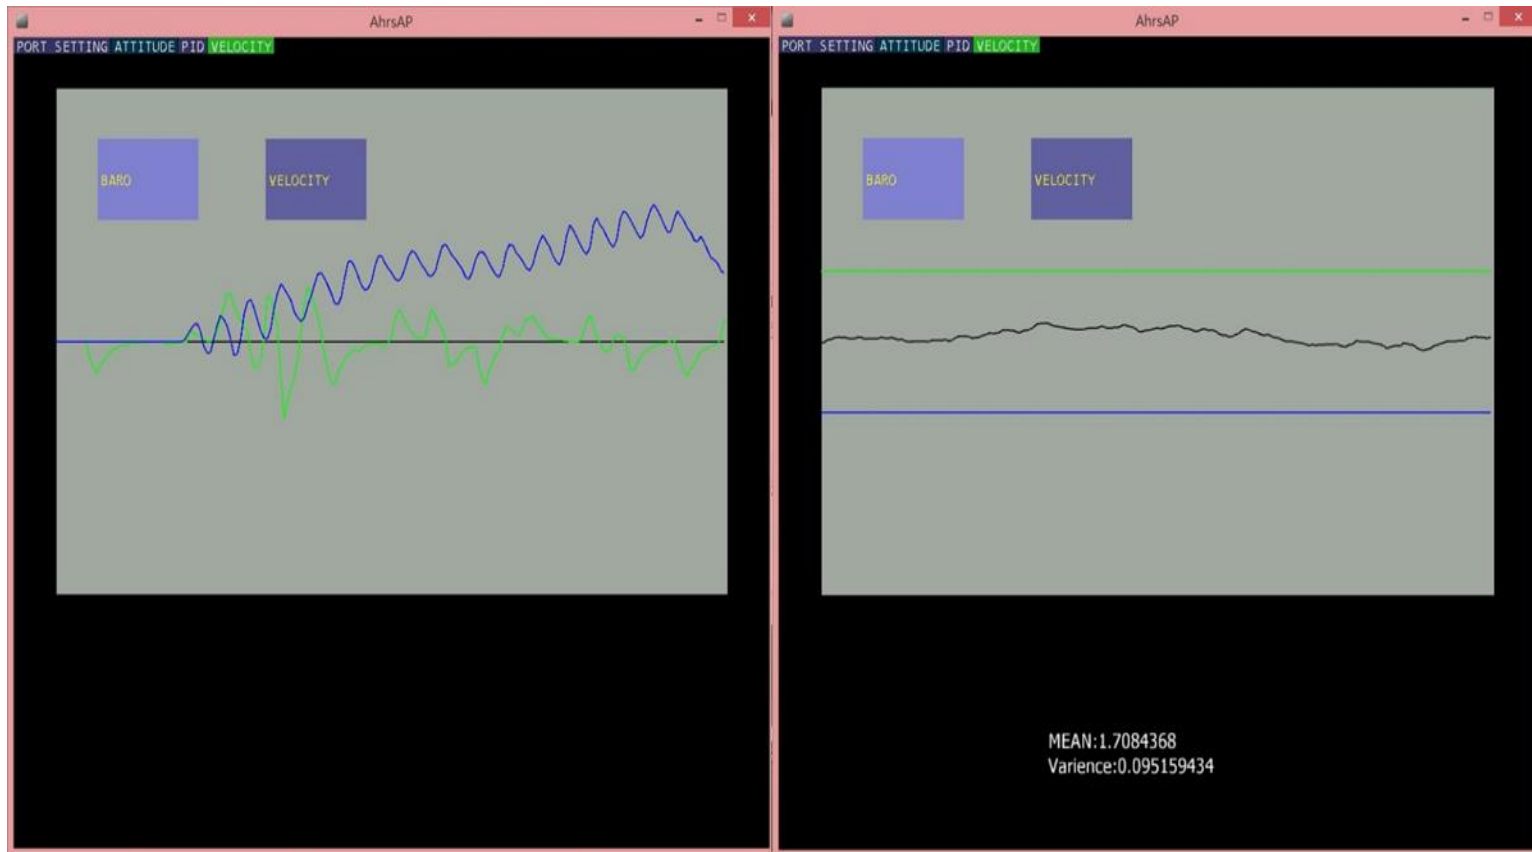 AhrsAP
PORT SETTING ATTITUDE PID VELOCITY
BARO VELOCITY
AhrsAP
PORT SETTING ATTITUDE PID VELOCITY
BARO VELOCITY
MEAN:1.7084368
Varience:0.095159434